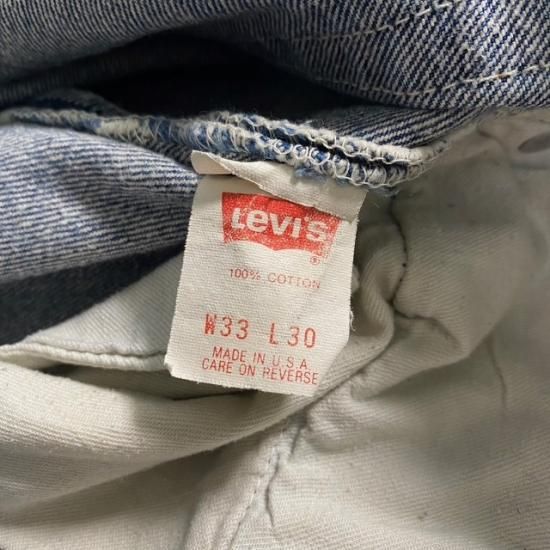 Levi's
®
100% COTTON
W33 L30
MADE IN U.S.A
CARE ON REVERSE